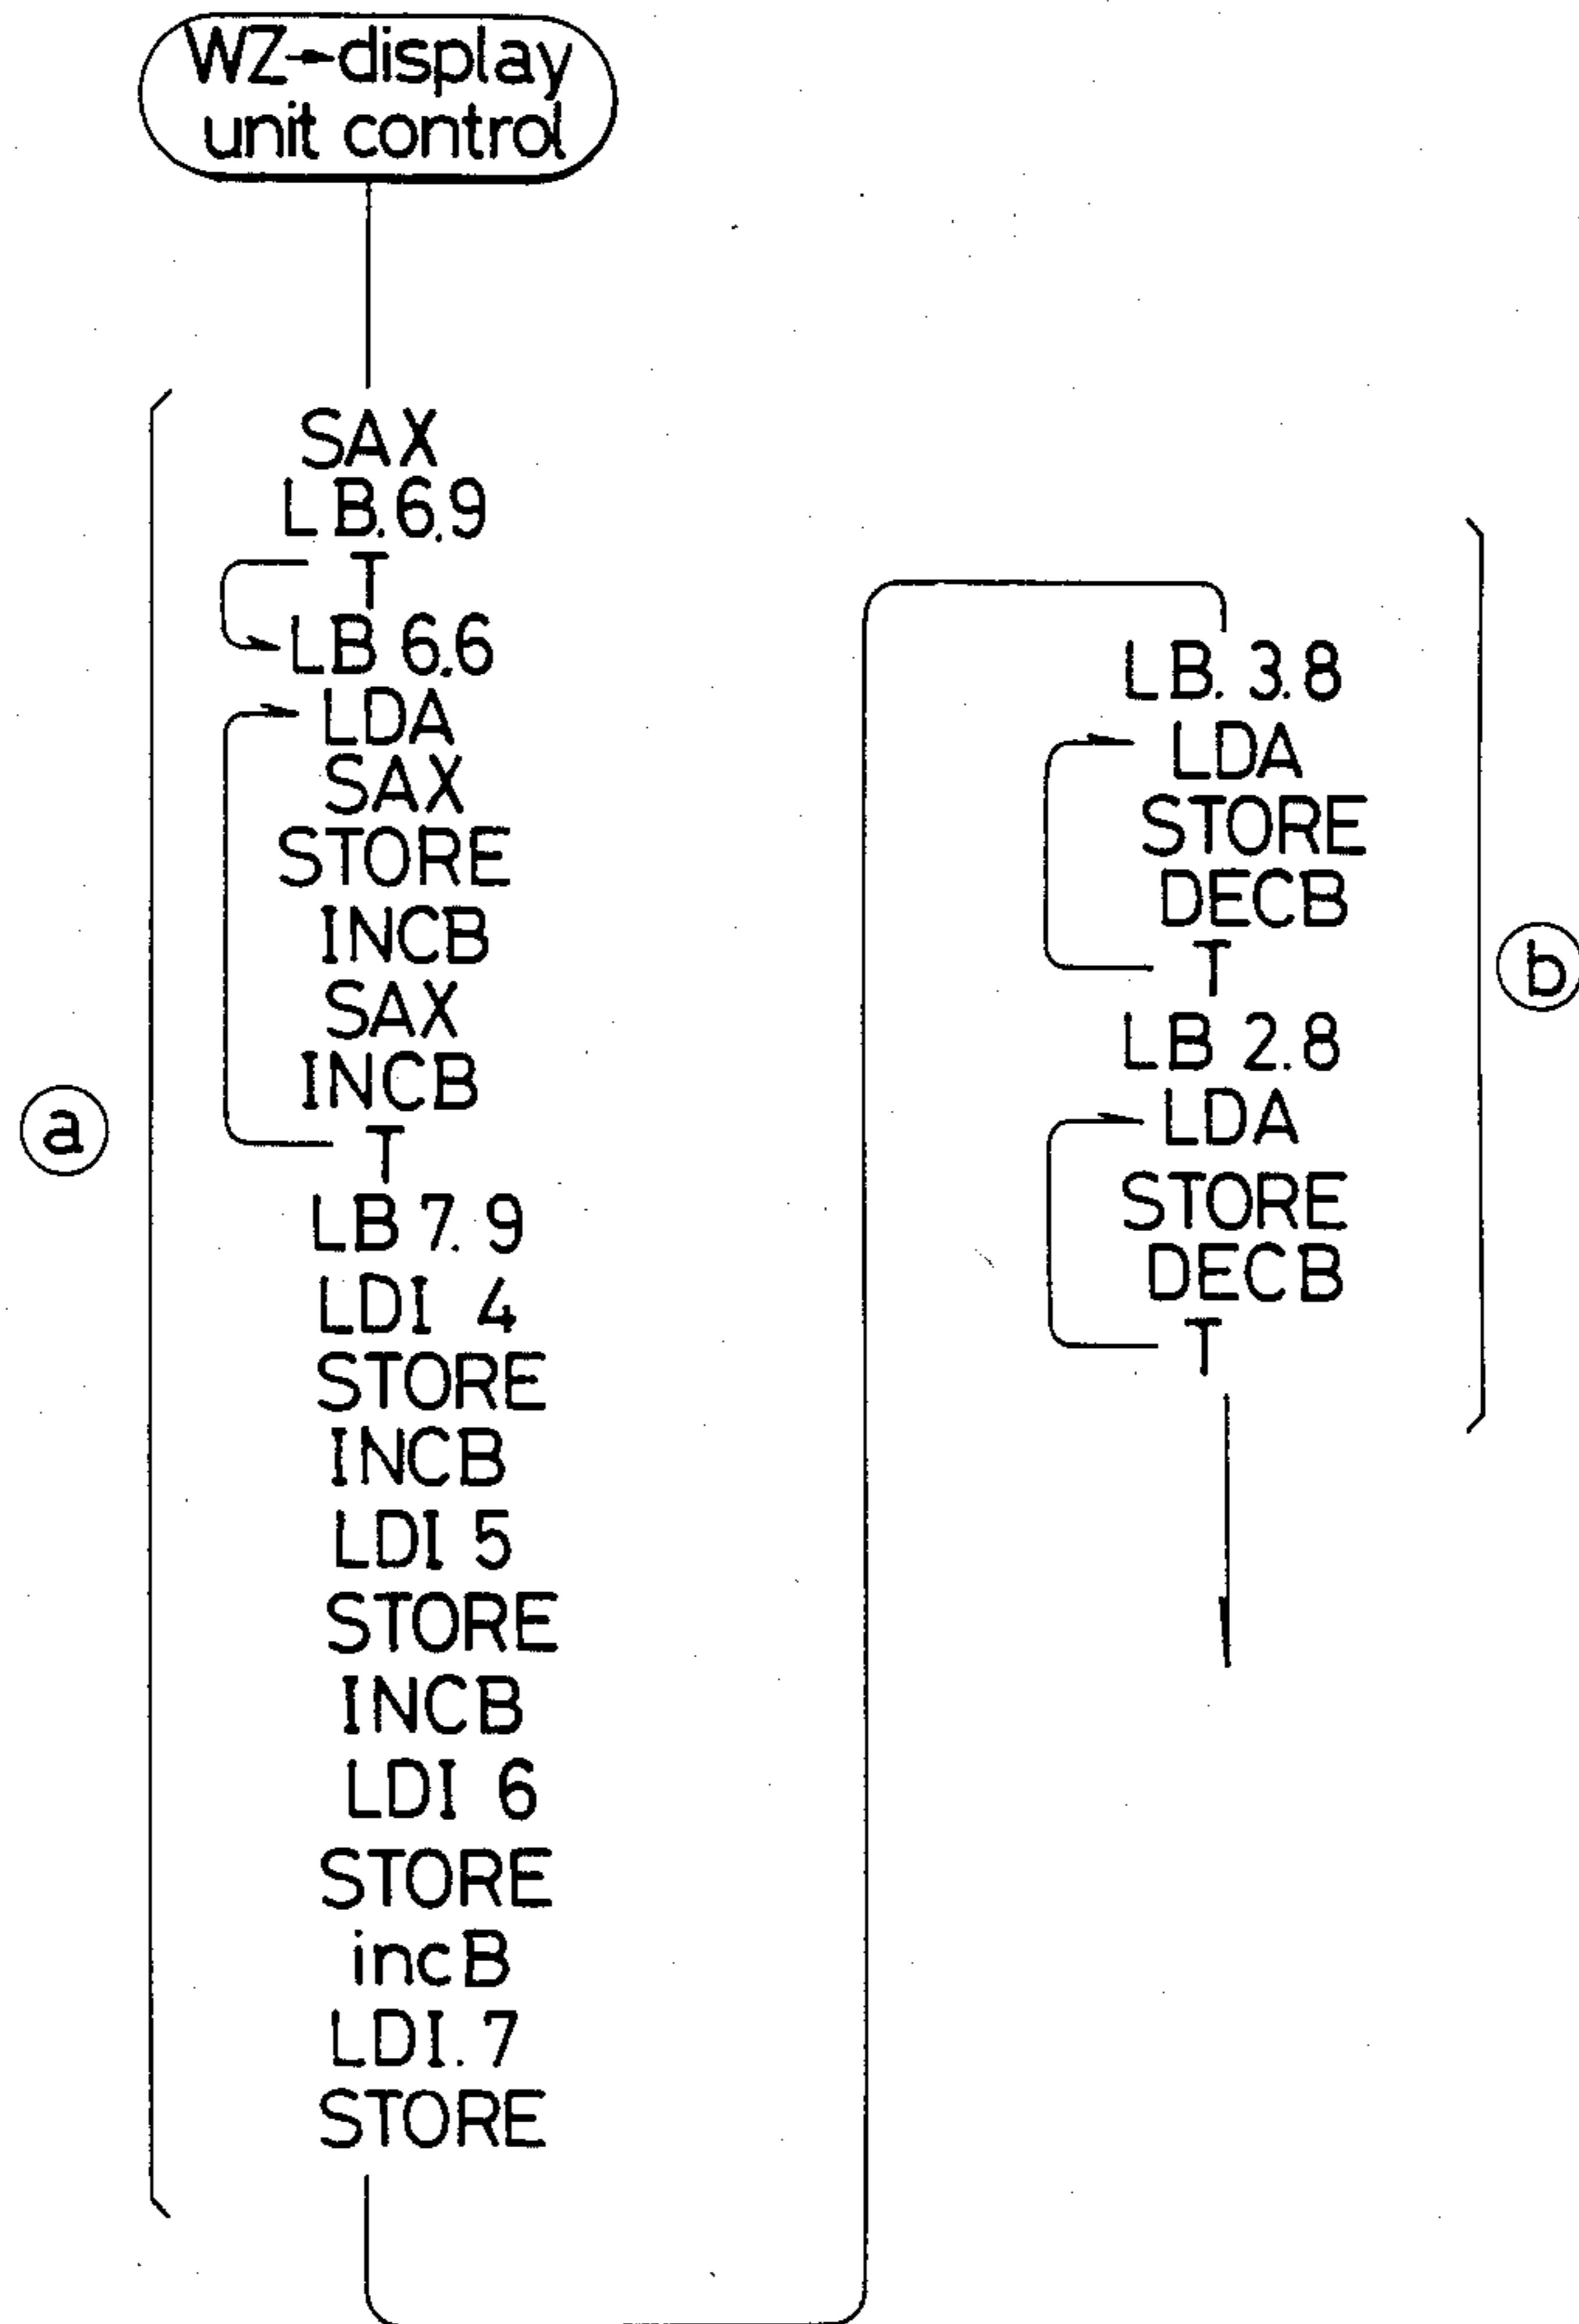 WZ→display
unit control
SAX
LB.6.9
T
LB 6.6
LDA
SAX
STORE
INCB
SAX
INCB
T
LB 7.9
LDI 4
STORE
INCB
LDI 5
STORE
INCB
LDI 6
STORE
incB
LDI.7
STORE
a
LB. 3.8
LDA
STORE
DECB
T
LB 2.8
LDA
STORE
DECB
T
b